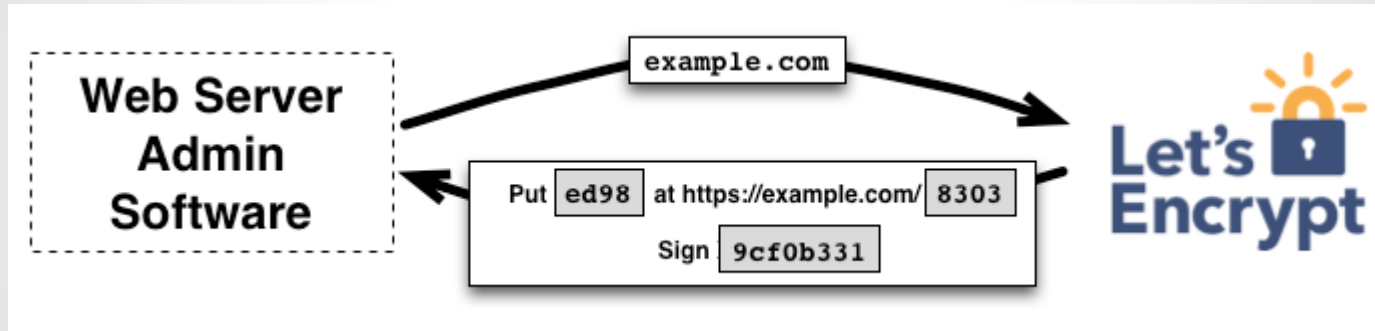 Web Server
Admin
Software
example.com
Put ed98 at https://example.com/ 8303
Sign 9cf0b331
Let's
Encrypt